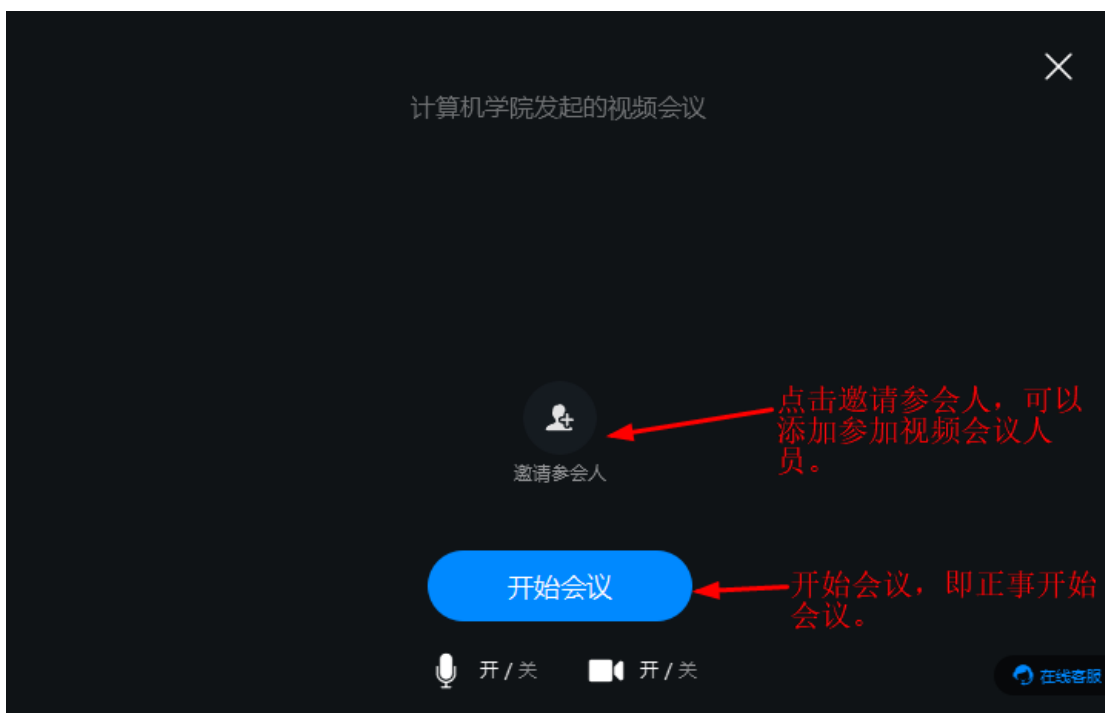 计算机学院发起的视频会议
点击邀请参会人，可以
添加参加视频会议人
员。
邀请参会人
开始会议
开始会议，即正事开始
会议。
开/关
开/关
在线客服